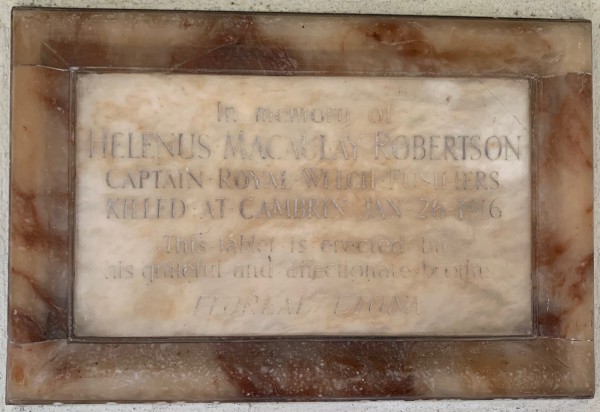 In memory of
HELENUS MACAULAY ROBERTSON
CAPTAIN ROYAL WELCH FUSILIERS
KILLED AT CAMBRIN JAN 26 1916
This tablet is erected by
his grateful and affectionate brother
FLOREAT ETONA